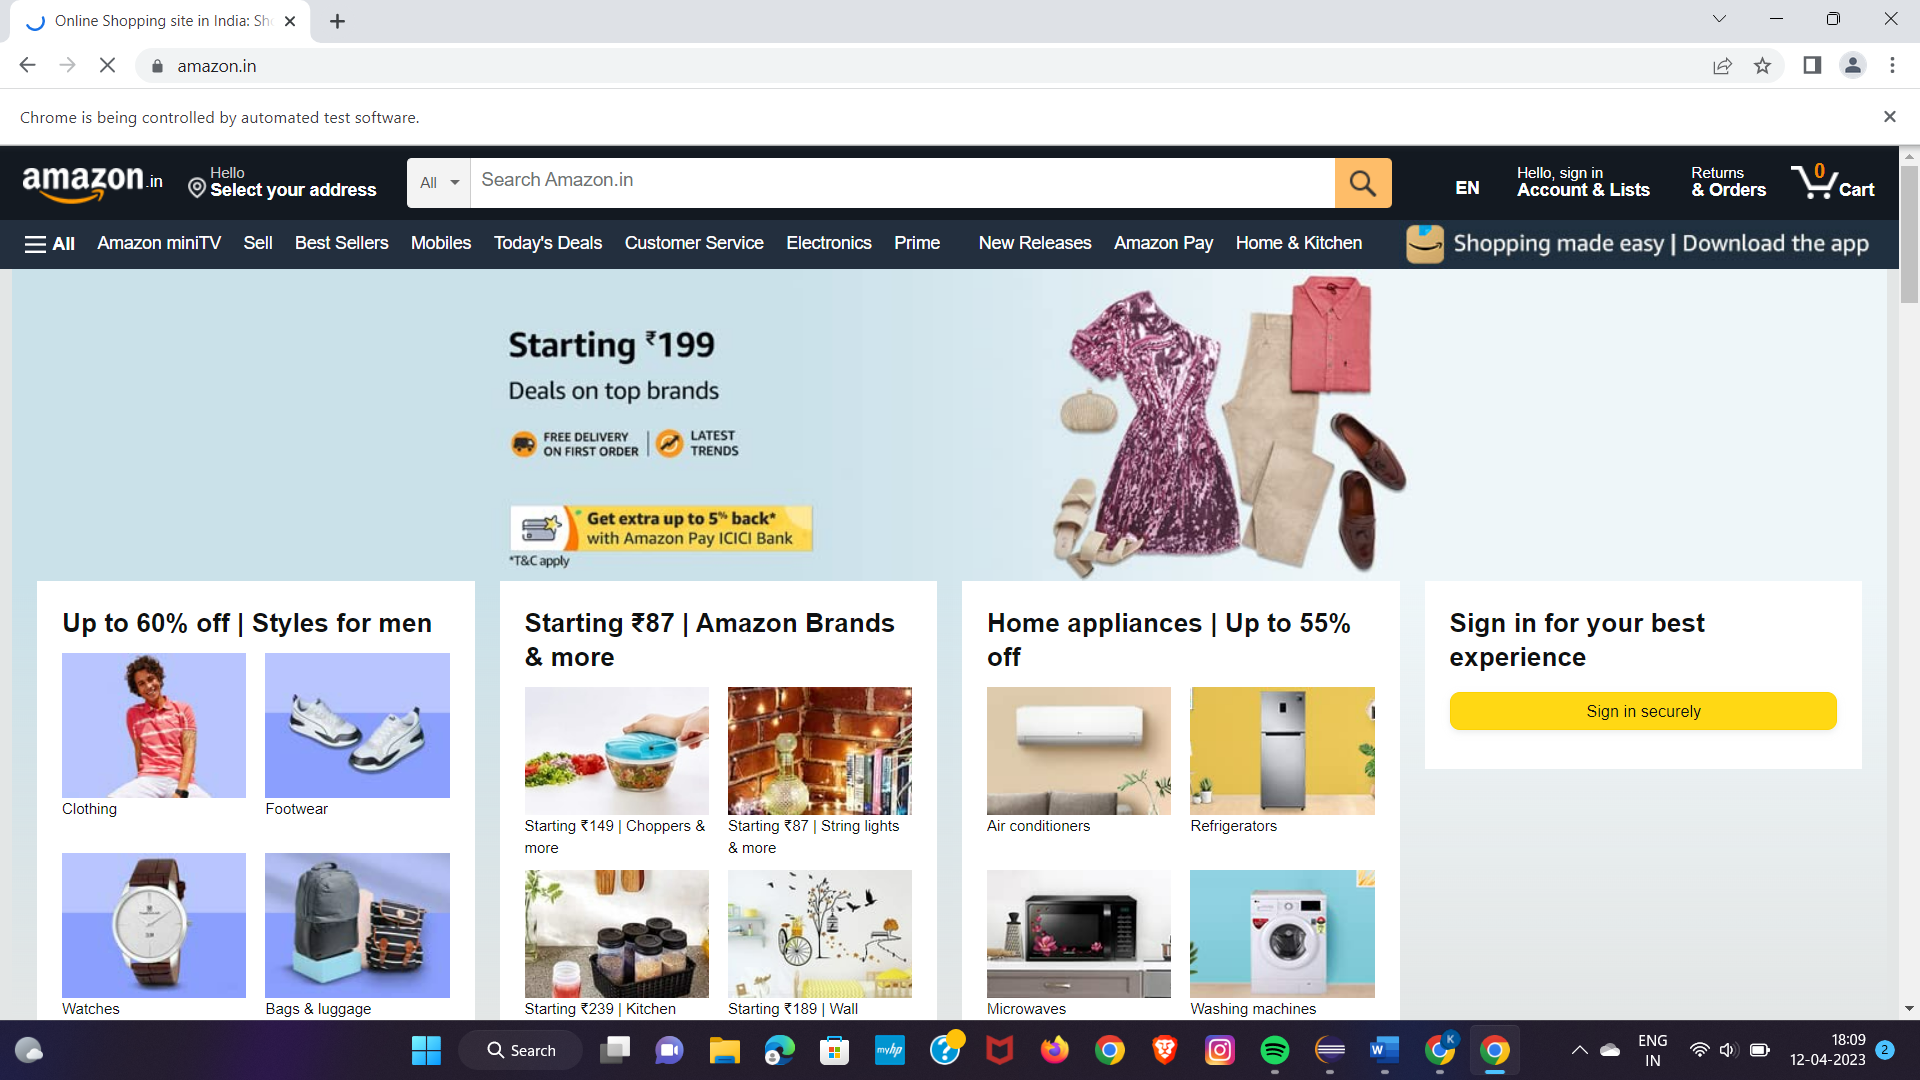 Online Shopping site in India: Sh
amazon.in
Chrome is being controlled by automated test software.
amazon.in
Hello
Select your address
All
Search Amazon.in
EN
Hello, sign in
Account & Lists
Returns
& Orders
0
Cart
All
Amazon miniTV
Sell
Best Sellers
Mobiles
Today's Deals
Customer Service
Electronics
Prime
New Releases
Amazon Pay
Home & Kitchen
Shopping made easy | Download the app
Starting ₹199
Deals on top brands
FREE DELIVERY
ON FIRST ORDER
LATEST
TRENDS
Get extra up to 5% back*
with Amazon Pay ICICI Bank
*T&C apply
Up to 60% off | Styles for men
Clothing
Footwear
Watches
Bags & luggage
Starting ₹87 | Amazon Brands
& more
Starting ₹149 | Choppers &
more
Starting ₹87 | String lights
& more
Starting ₹239 | Kitchen
Starting ₹189 | Wall
Home appliances | Up to 55%
off
Air conditioners
Refrigerators
Microwaves
Washing machines
Sign in for your best
experience
Sign in securely
Search
myhp
W
K
ENG
IN
18:09
12-04-2023
2